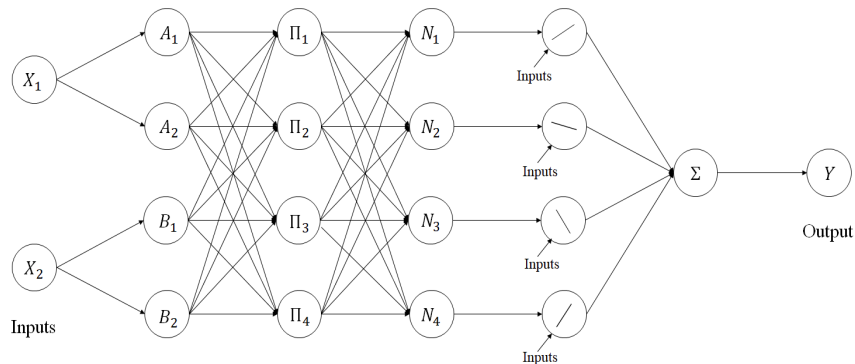 X₁
X₂
Inputs
A₁
A₂
B₁
B₂
Π₁
Π₂
Π₃
Π₄
N₁
N₂
N₃
N₄
Inputs
Inputs
Inputs
Inputs
Σ
Y
Output